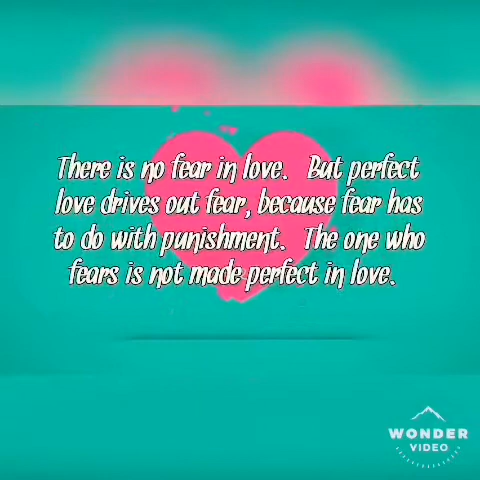 There is no fear in love. But perfect
love drives out fear, because fear has
to do with punishment. The one who
fears is not made perfect in love.
WONDER
VIDEO